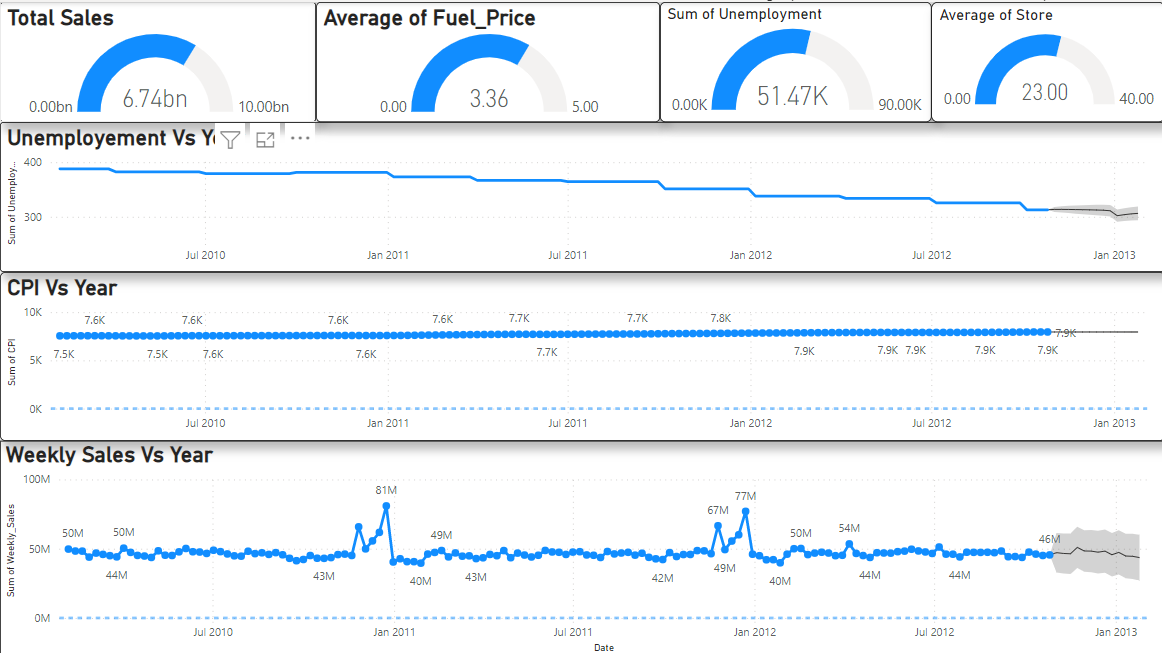 Total Sales
0.00bn
6.74bn
10.00bn
Average of Fuel_Price
0.00
3.36
5.00
Sum of Unemployment
0.00K
51.47K
90.00K
Average of Store
0.00
23.00
40.00
Unemployement Vs Ye
Sum of Unemploy...
400
300
Jul 2010
Jan 2011
Jul 2011
Jan 2012
Jul 2012
Jan 2013
CPI Vs Year
Sum of CPI
10K
5K
0K
7.6K
7.6K
7.6K
7.6K
7.7K
7.7K
7.8K
7.9K
7.5K
7.5K
7.6K
7.6K
7.7K
7.9K
7.9K
7.9K
7.9K
7.9K
Jul 2010
Jan 2011
Jul 2011
Jan 2012
Jul 2012
Jan 2013
Weekly Sales Vs Year
Sum of Weekly_Sales
100M
50M
0M
50M
44M
50M
43M
81M
40M
49M
43M
42M
67M
49M
77M
40M
50M
54M
44M
44M
46M
Jul 2010
Jan 2011
Jul 2011
Jan 2012
Jul 2012
Jan 2013
Date